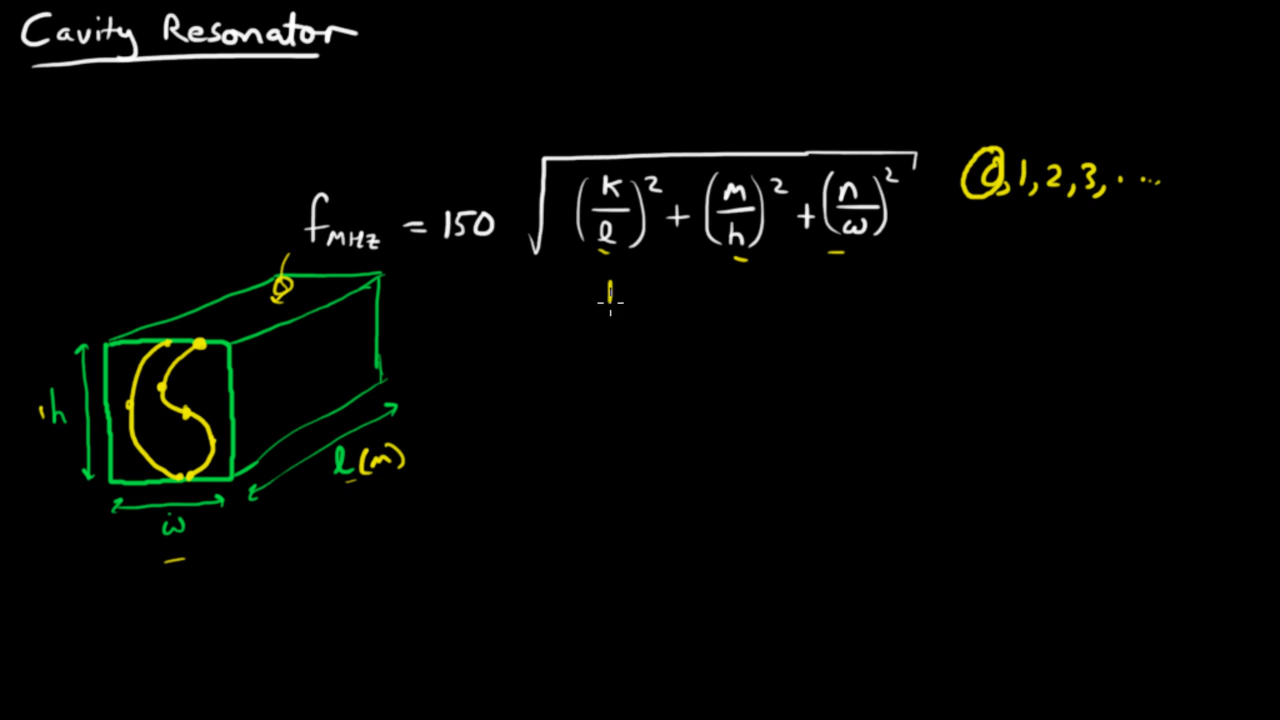 Cavity Resonator
f_MHz = 150 √((k/l)² + (m/h)² + (n/w)²)
0, 1, 2, 3, . ...
h
l (m)
w